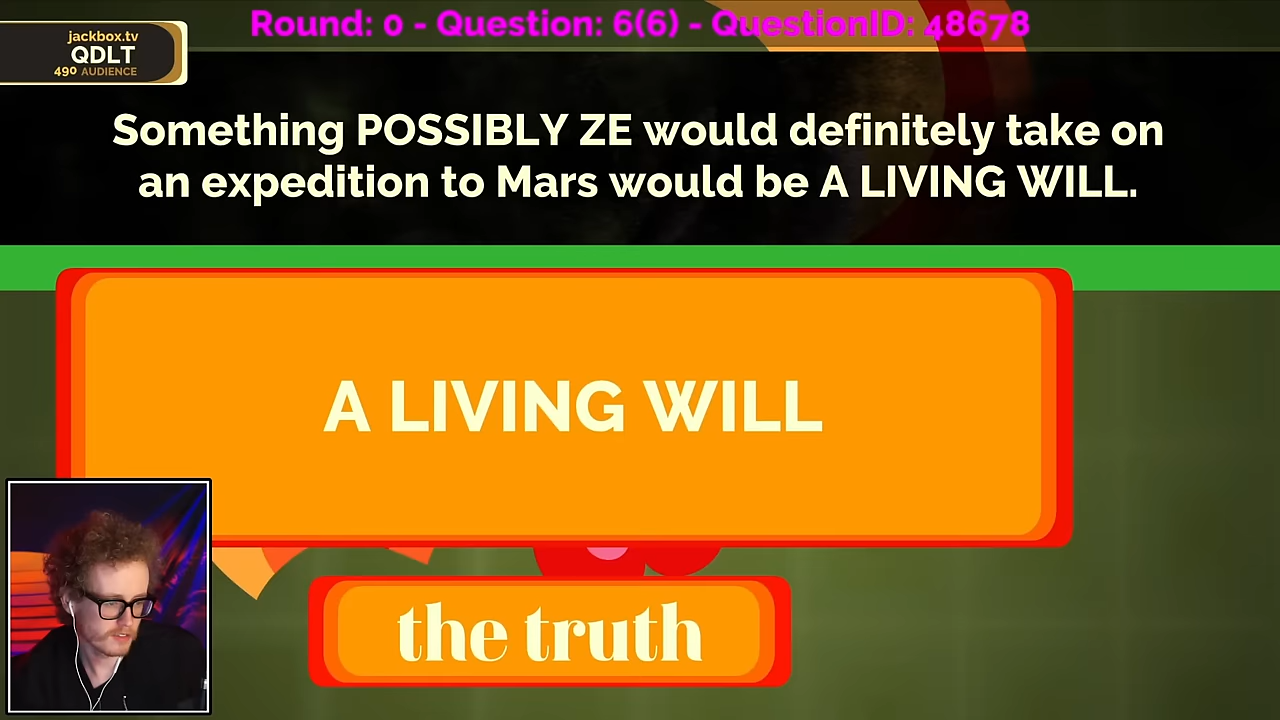 Round: 0 - Question: 6(6) - QuestionID: 48678
jackbox.tv
QDLT
490 AUDIENCE
Something POSSIBLY ZE would definitely take on
an expedition to Mars would be A LIVING WILL.
A LIVING WILL
the truth